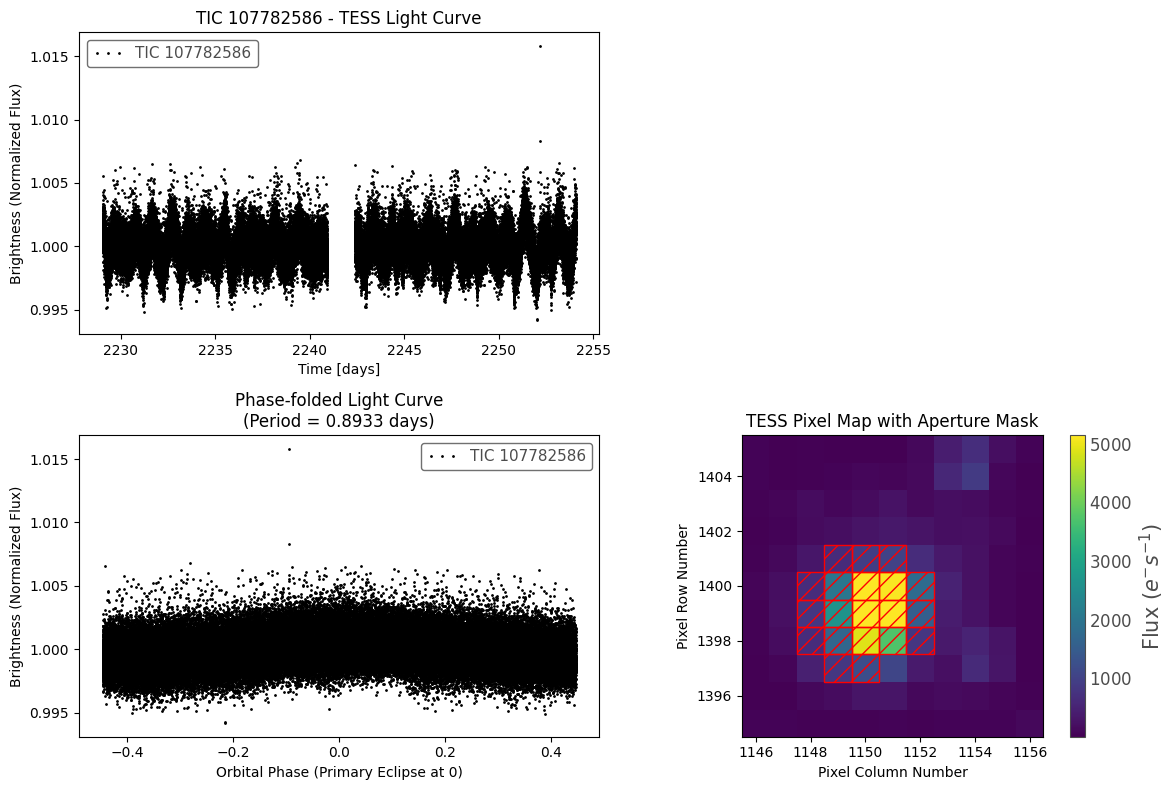 TIC 107782586 - TESS Light Curve
TIC 107782586
Brightness (Normalized Flux)
1.015
1.010
1.005
1.000
0.995
2230
2235
2240
2245
2250
2255
Time [days]
Phase-folded Light Curve
(Period = 0.8933 days)
TIC 107782586
Brightness (Normalized Flux)
1.015
1.010
1.005
1.000
0.995
−0.4
−0.2
0.0
0.2
0.4
Orbital Phase (Primary Eclipse at 0)
TESS Pixel Map with Aperture Mask
Pixel Row Number
1404
1402
1400
1398
1396
1146
1148
1150
1152
1154
1156
Pixel Column Number
5000
4000
3000
2000
1000
Flux (e⁻ s⁻¹)